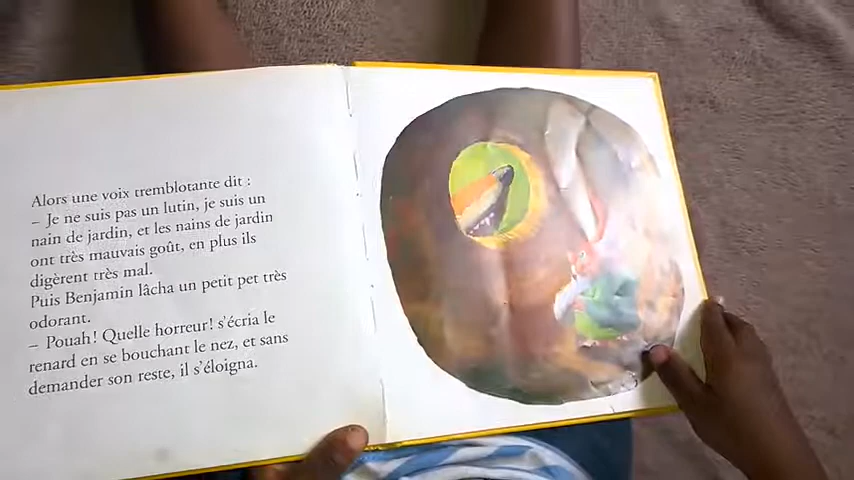 Alors une voix tremblotante dit :
– Je ne suis pas un lutin, je suis un
nain de jardin, et les nains de jardin
ont très mauvais goût, en plus ils
digèrent très mal.
Puis Benjamin lâcha un petit pet très
odorant.
– Pouah ! Quelle horreur ! s'écria le
renard en se bouchant le nez, et sans
demander son reste, il s'éloigna.